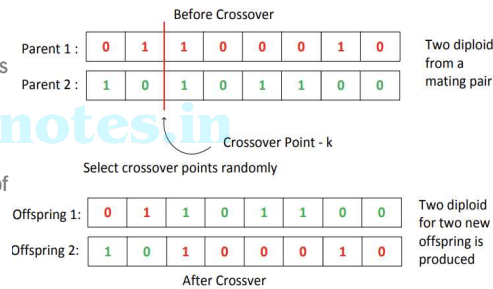 Before Crossover
Parent 1 : 0 1 1 0 0 0 1 0
Two diploid
from a
mating pair
s
Parent 2 : 1 0 1 0 1 1 0 0
notes.in
Crossover Point - k
Select crossover points randomly
of
Offspring 1: 0 1 1 0 1 1 0 0
Offspring 2: 1 0 1 0 0 0 1 0
Two diploid
for two new
offspring is
produced
After Crossver